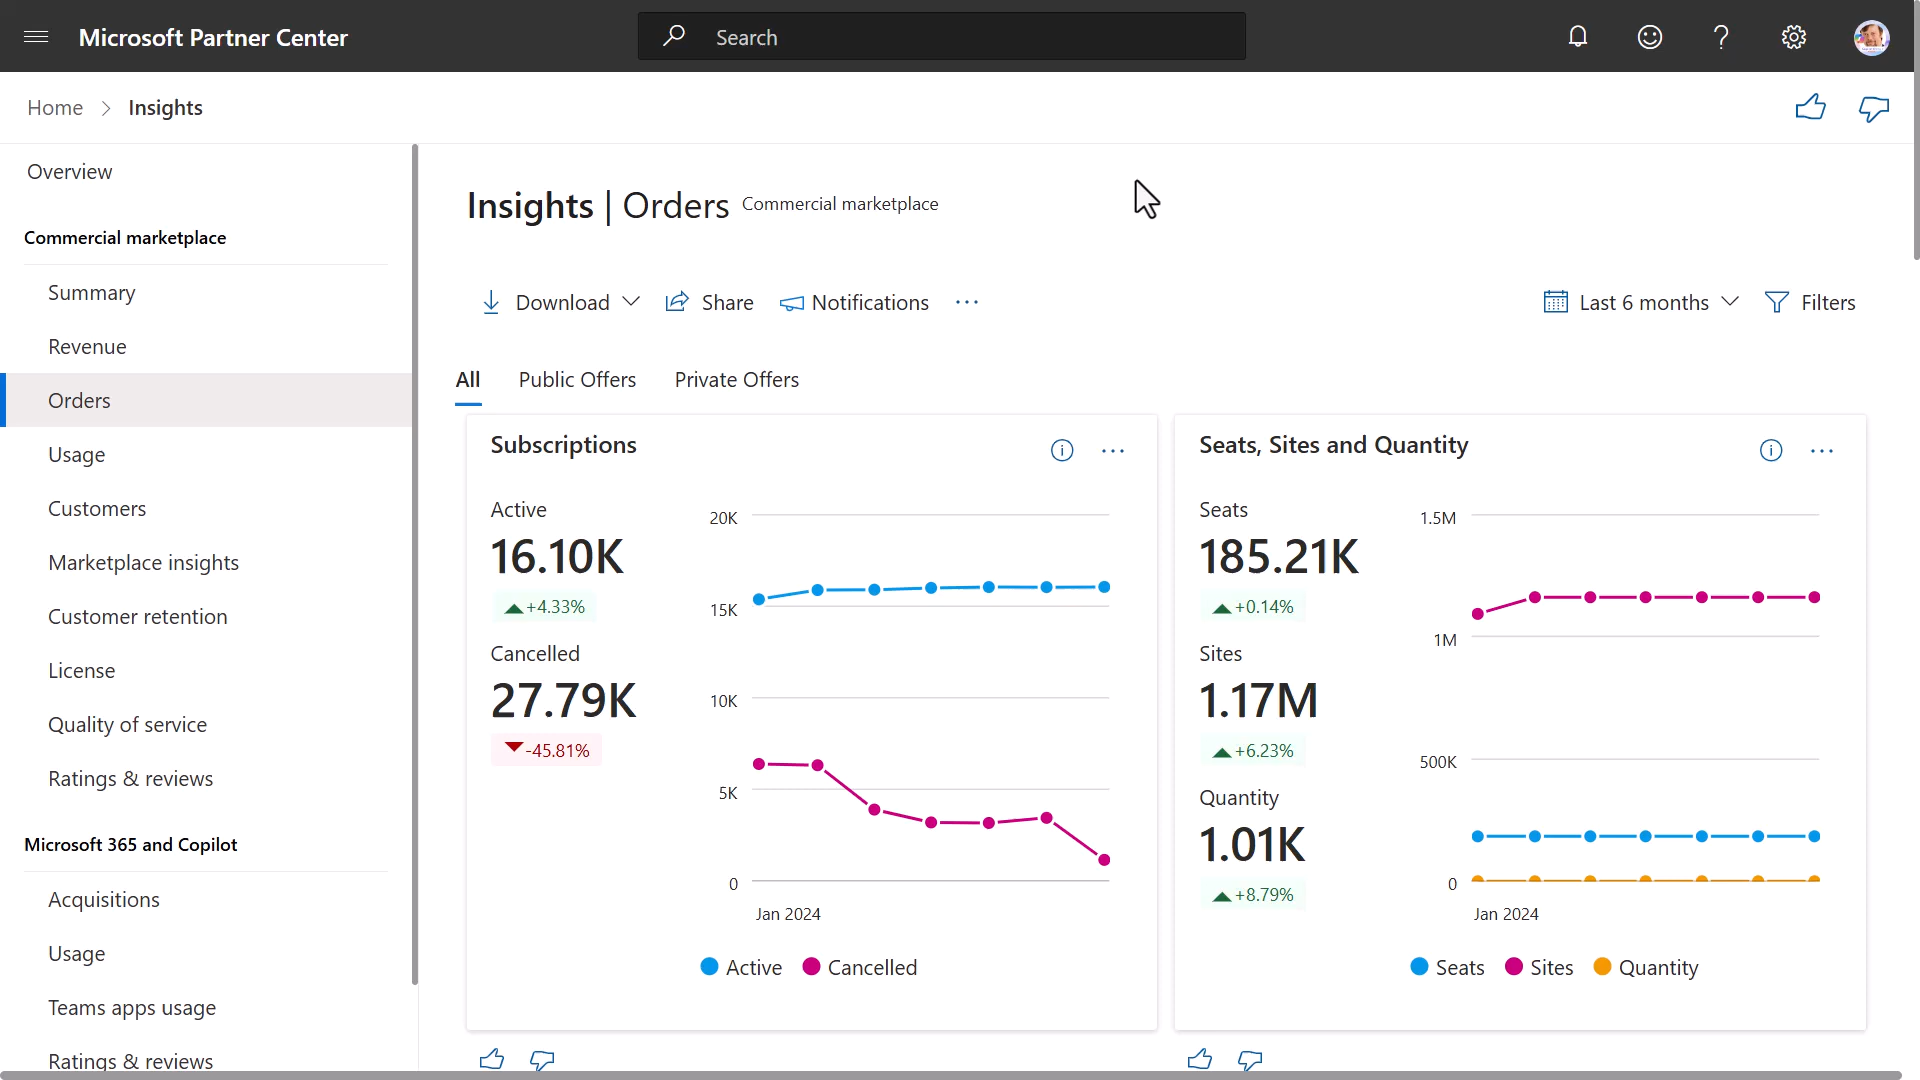 Microsoft Partner Center
Search
Home > Insights
Overview
Commercial marketplace
Summary
Revenue
Orders
Usage
Customers
Marketplace insights
Customer retention
License
Quality of service
Ratings & reviews
Microsoft 365 and Copilot
Acquisitions
Usage
Teams apps usage
Ratings & reviews
Insights | Orders Commercial marketplace
Download Share Notifications ...
Last 6 months Filters
All Public Offers Private Offers
Subscriptions
Active
16.10K
+4.33%
Cancelled
27.79K
-45.81%
20K
15K
10K
5K
0
Jan 2024
Active Cancelled
Seats, Sites and Quantity
Seats
185.21K
+0.14%
Sites
1.17M
+6.23%
Quantity
1.01K
+8.79%
1.5M
1M
500K
0
Jan 2024
Seats Sites Quantity